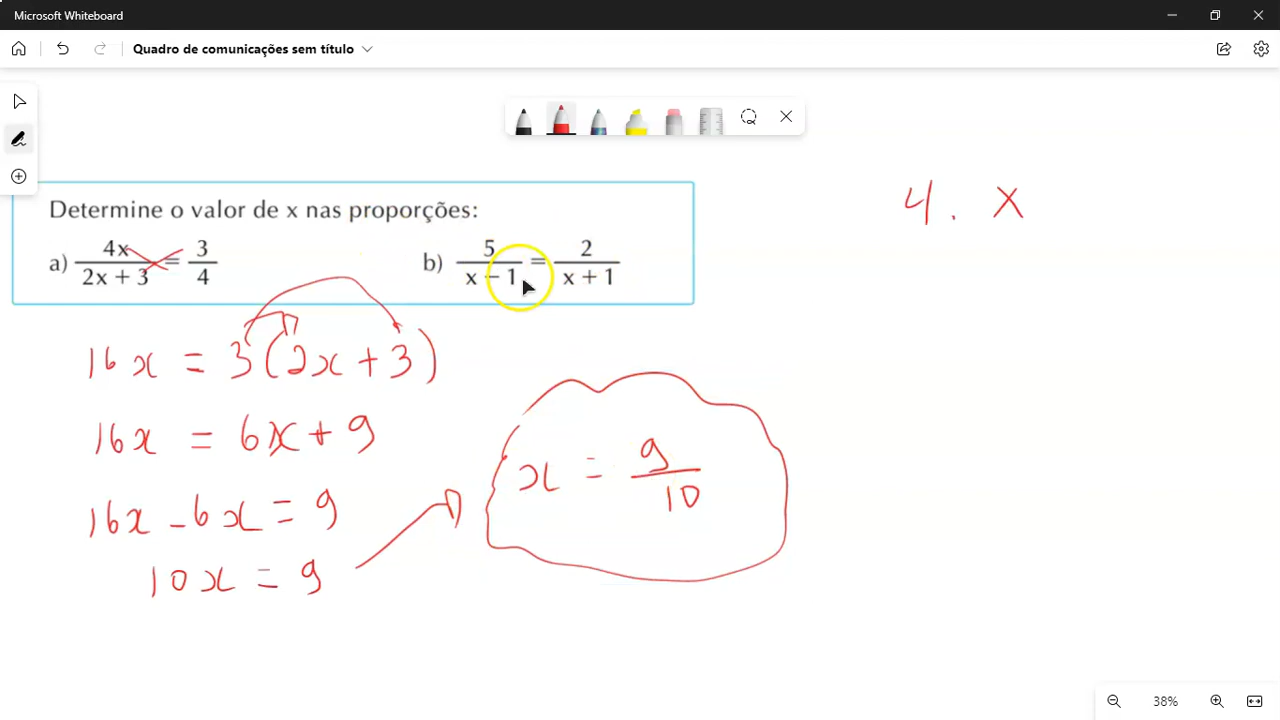 Microsoft Whiteboard
Quadro de comunicações sem título
Determine o valor de x nas proporções:
a) 4x / 2x + 3 = 3 / 4
b) 5 / x − 1 = 2 / x + 1
4 . x
16x = 3(2x + 3)
16x = 6x + 9
16x - 6x = 9
10x = 9
x = 9 / 10
38%